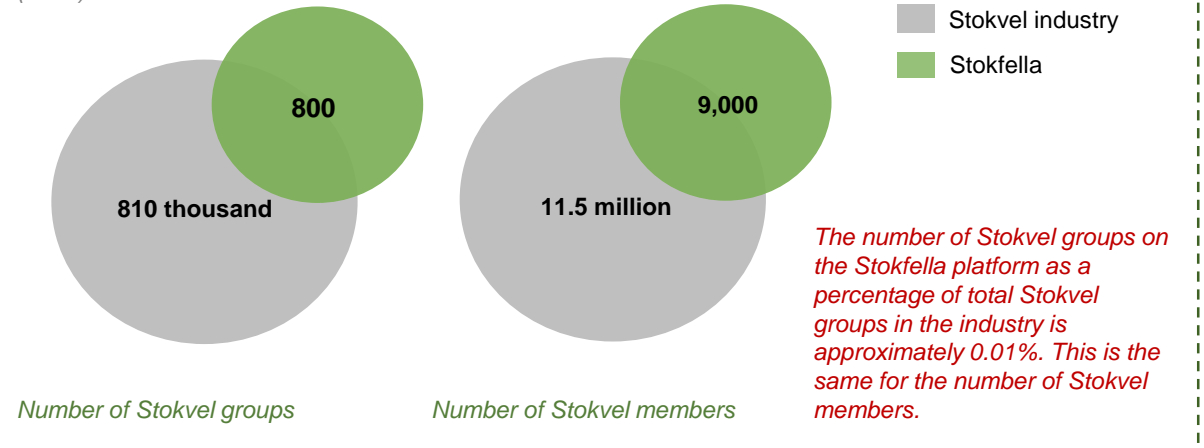 Stokvel industry
Stokfella
800
810 thousand
9,000
11.5 million
The number of Stokvel groups on
the Stokfella platform as a
percentage of total Stokvel
groups in the industry is
approximately 0.01%. This is the
same for the number of Stokvel
members.
Number of Stokvel groups
Number of Stokvel members